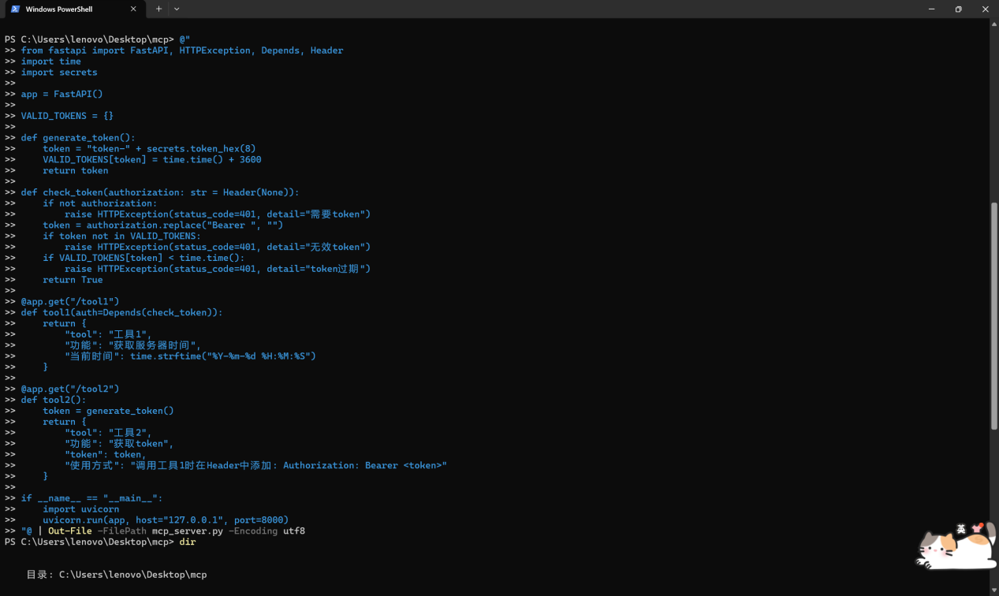 Windows PowerShell
PS C:\Users\lenovo\Desktop\mcp> @"
>> from fastapi import FastAPI, HTTPException, Depends, Header
>> import time
>> import secrets
>>
>> app = FastAPI()
>>
>> VALID_TOKENS = {}
>>
>> def generate_token():
>>     token = "token-" + secrets.token_hex(8)
>>     VALID_TOKENS[token] = time.time() + 3600
>>     return token
>>
>> def check_token(authorization: str = Header(None)):
>>     if not authorization:
>>         raise HTTPException(status_code=401, detail="需要token")
>>     token = authorization.replace("Bearer ", "")
>>     if token not in VALID_TOKENS:
>>         raise HTTPException(status_code=401, detail="无效token")
>>     if VALID_TOKENS[token] < time.time():
>>         raise HTTPException(status_code=401, detail="token过期")
>>     return True
>>
>> @app.get("/tool1")
>> def tool1(auth=Depends(check_token)):
>>     return {
>>         "tool": "工具1",
>>         "功能": "获取服务器时间",
>>         "当前时间": time.strftime("%Y-%m-%d %H:%M:%S")
>>     }
>>
>> @app.get("/tool2")
>> def tool2():
>>     token = generate_token()
>>     return {
>>         "tool": "工具2",
>>         "功能": "获取token",
>>         "token": token,
>>         "使用方式": "调用工具1时在Header中添加: Authorization: Bearer <token>"
>>     }
>>
>> if __name__ == "__main__":
>>     import uvicorn
>>     uvicorn.run(app, host="127.0.0.1", port=8000)
>> "@ | Out-File -FilePath mcp_server.py -Encoding utf8
PS C:\Users\lenovo\Desktop\mcp> dir
英
目录: C:\Users\lenovo\Desktop\mcp